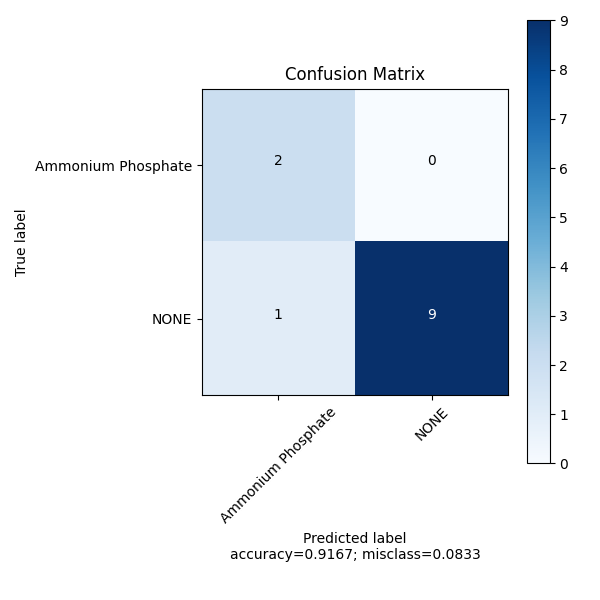 Confusion Matrix
9
8
7
6
5
4
3
2
1
0
True label
Ammonium Phosphate
2
0
NONE
1
9
Ammonium Phosphate
NONE
Predicted label
accuracy=0.9167; misclass=0.0833